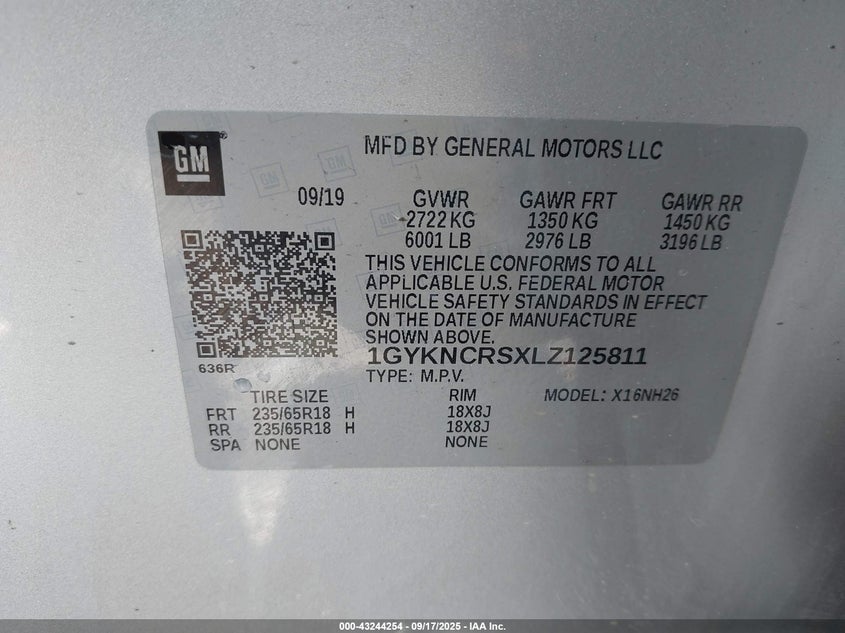 GM
MFD BY GENERAL MOTORS LLC
09/19 GVWR GAWR FRT GAWR RR
2722 KG 1350 KG 1450 KG
6001 LB 2976 LB 3196 LB
THIS VEHICLE CONFORMS TO ALL
APPLICABLE U.S. FEDERAL MOTOR
VEHICLE SAFETY STANDARDS IN EFFECT
ON THE DATE OF MANUFACTURE
SHOWN ABOVE.
1GYKNCRSXLZ125811
636R
TYPE: M.P.V.
TIRE SIZE RIM MODEL: X16NH26
FRT 235/65R18 H 18X8J
RR 235/65R18 H 18X8J
SPA NONE NONE
000-43244254 - 09/17/2025 - IAA Inc.